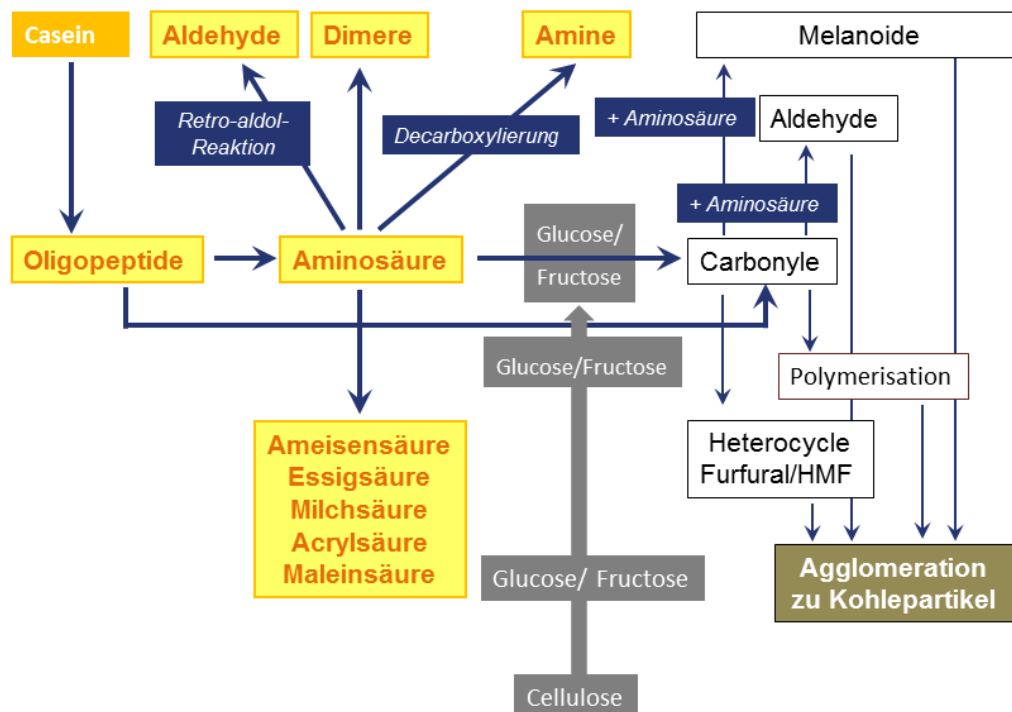 Casein
Aldehyde
Dimere
Amine
Melanoide
Retro-aldol-
Reaktion
Decarboxylierung
+ Aminosäure
Aldehyde
+ Aminosäure
Oligopeptide
Aminosäure
Glucose/
Fructose
Carbonyle
Glucose/Fructose
Polymerisation
Ameisensäure
Essigsäure
Milchsäure
Acrylsäure
Maleinsäure
Heterocycle
Furfural/HMF
Glucose/ Fructose
Agglomeration
zu Kohlepartikel
Cellulose